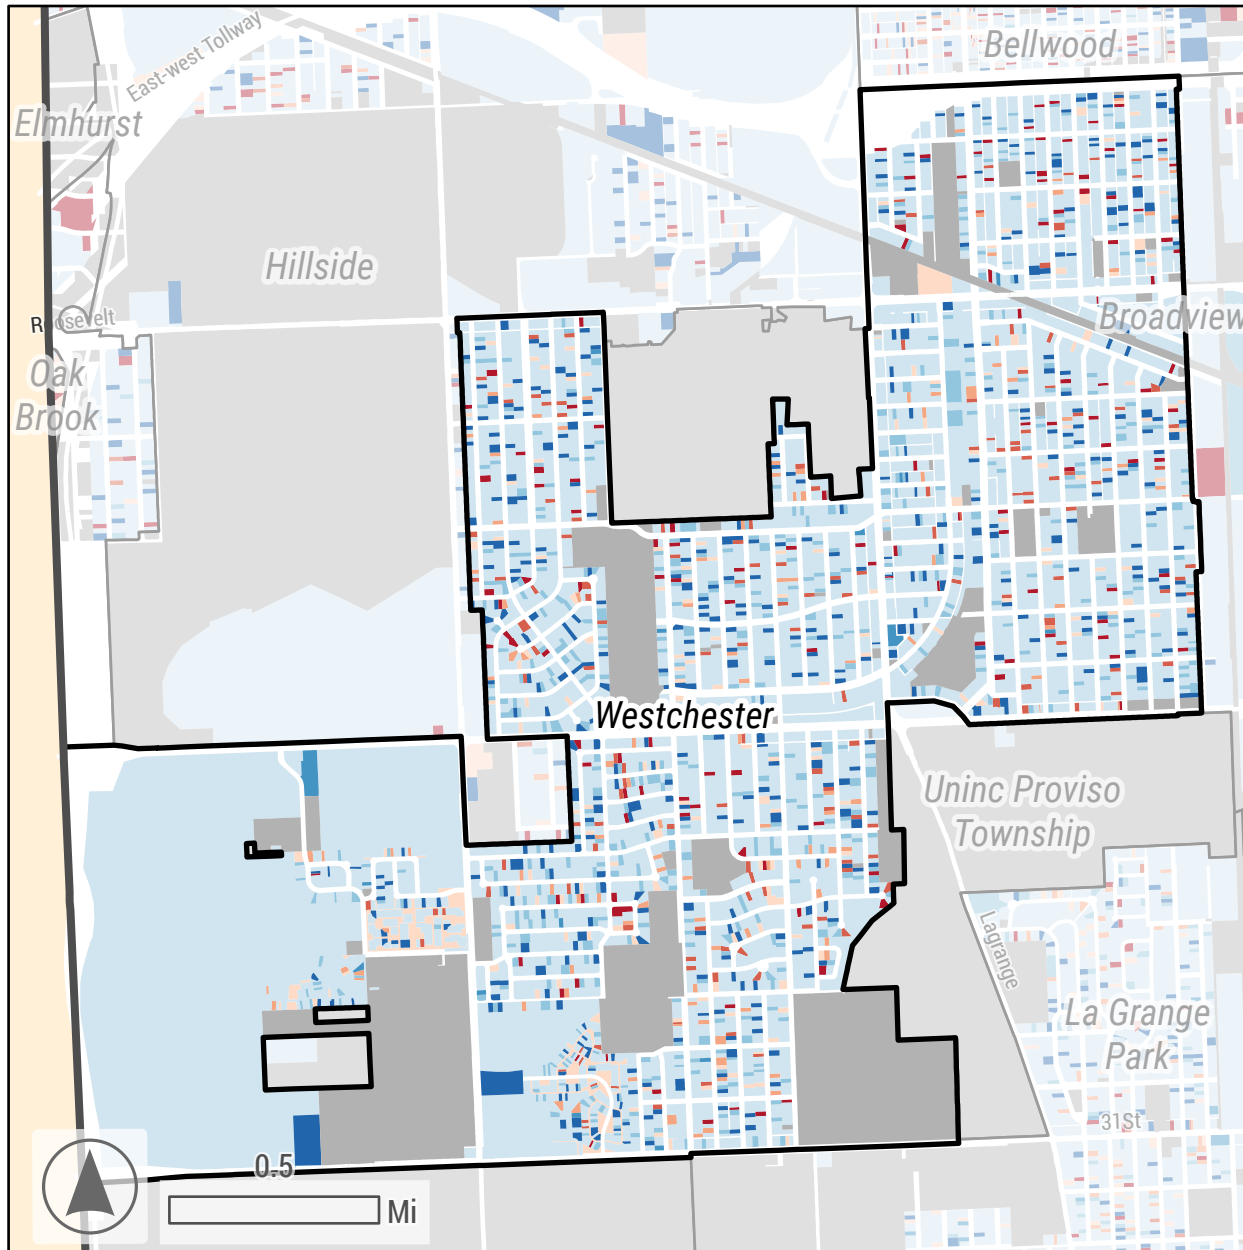 East-west Tollway
Bellwood
Elmhurst
Hillside
Roosevelt
Broadview
Oak
Brook
Westchester
Uninc Proviso
Township
Lagrange
La Grange
Park
31St
0.5
Mi